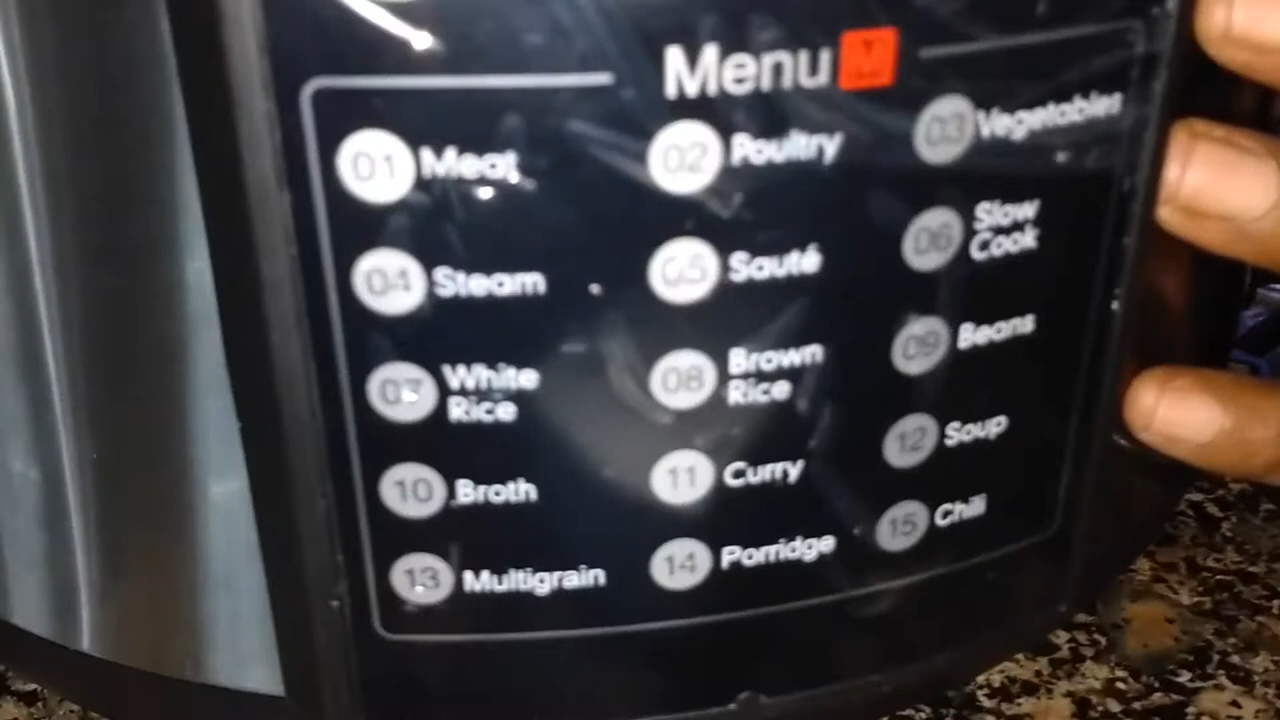 Menu M
01 Meat
02 Poultry
03 Vegetables
04 Steam
05 Sauté
06 Slow
Cook
07 White
Rice
08 Brown
Rice
09 Beans
10 Broth
11 Curry
12 Soup
13 Multigrain
14 Porridge
15 Chili